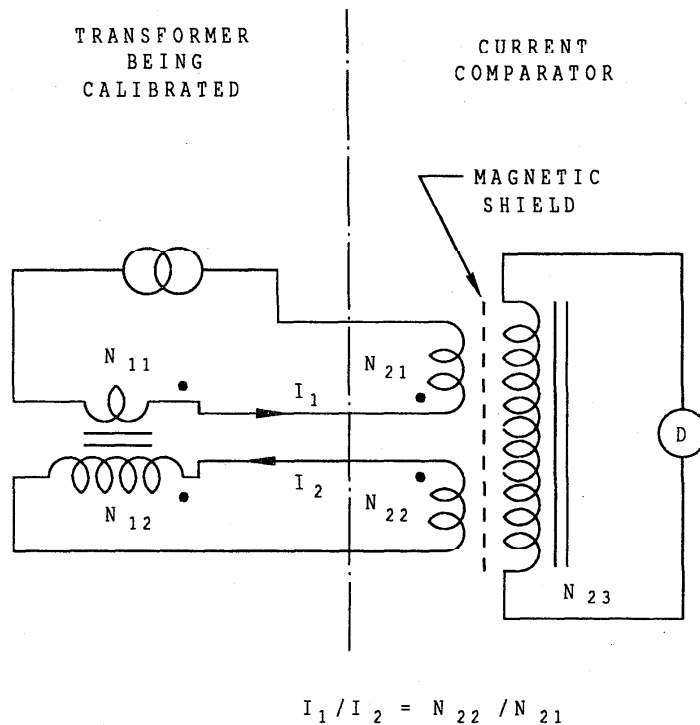 TRANSFORMER
BEING
CALIBRATED
CURRENT
COMPARATOR
MAGNETIC
SHIELD
N 11
N 21
I 1
D
I 2
N 12
N 22
N 23
I 1 / I 2 = N 22 / N 21